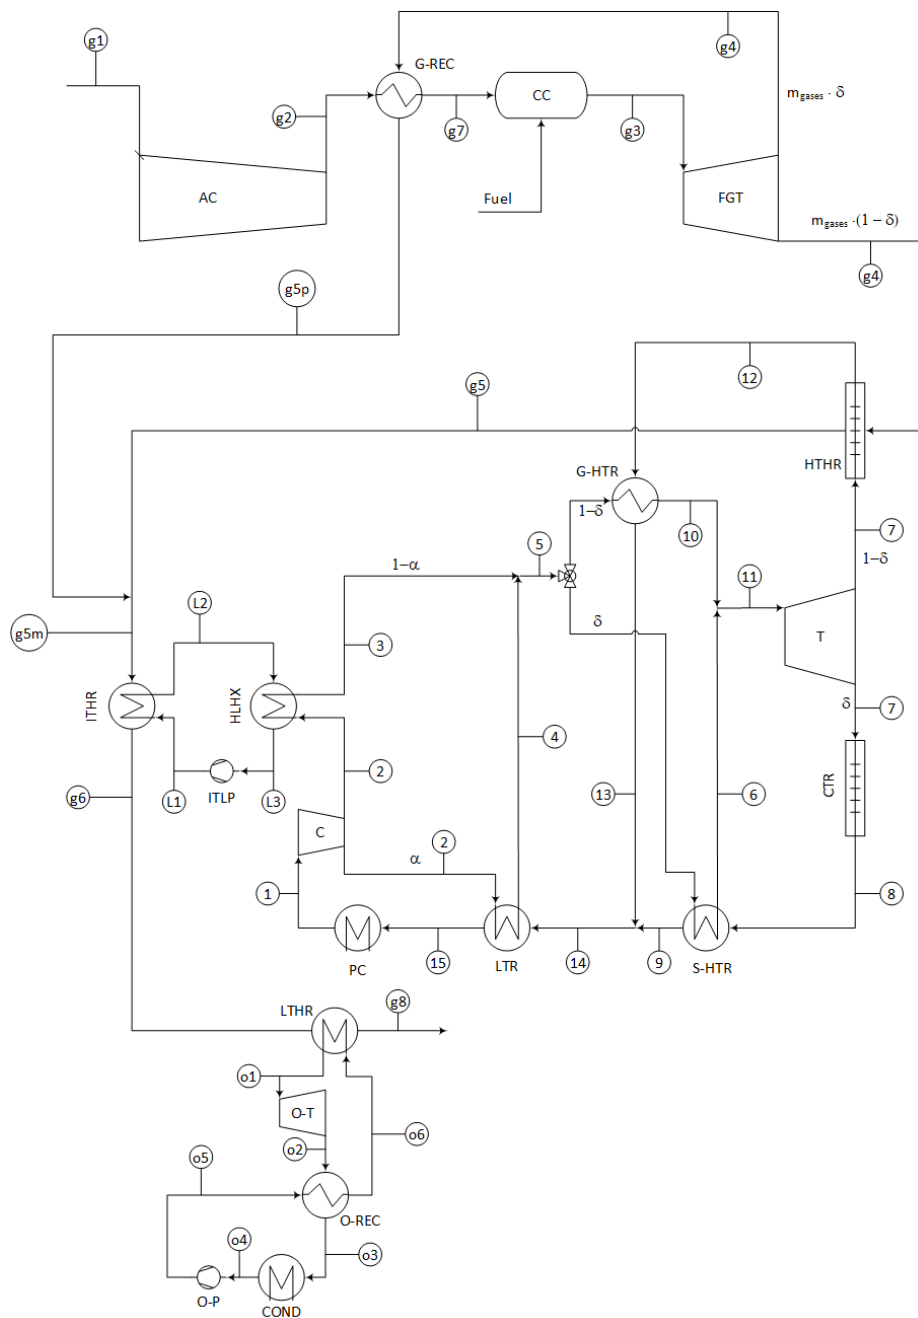 g4
g1
G-REC
CC
g2
g7
g3
mgases · δ
AC
Fuel
FGT
mgases ·(1 − δ)
g4
g5p
12
g5
HTHR
G-HTR
1−δ
10
7
5
1−δ
1−α
11
L2
δ
g5m
3
T
ITHR
HLHX
δ
7
4
2
CTR
g6
L1
ITLP
L3
13
6
C
2
α
1
8
PC
15
LTR
14
9
S-HTR
LTHR
g8
o1
O-T
o6
o2
o5
O-REC
o4
o3
O-P
COND